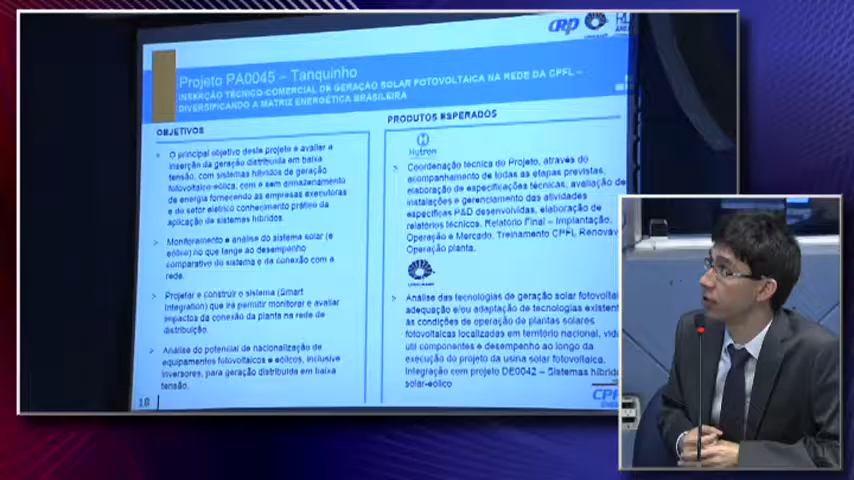 Projeto PA0045 – Tanquinho
INSERÇÃO TÉCNICO-COMERCIAL DE GERAÇÃO SOLAR FOTOVOLTAICA NA REDE DA CPFL –
DIVERSIFICANDO A MATRIZ ENERGÉTICA BRASILEIRA
OBJETIVOS
O principal objetivo deste projeto é avaliar a
inserção da geração distribuída em baixa
tensão, com sistemas híbridos de geração
fotovoltaico-eólica, com e sem armazenamento
de energia fornecendo as empresas executoras
e do setor elétrico conhecimento prático da
aplicação de sistemas híbridos.
Monitoramento e análise do sistema solar (e
eólico) no que tange ao desempenho
comparativo do sistema e da conexão com a
rede.
Projetar e construir o sistema (Smart
Integration) que irá permitir monitorar e avaliar
impactos da conexão da planta na rede de
distribuição.
Análise do potencial de nacionalização de
equipamentos fotovoltaicos e eólicos, inclusive
inversores, para geração distribuída em baixa
tensão.
18
PRODUTOS ESPERADOS
Hytron
Coordenação técnica do Projeto, através do
acompanhamento de todas as etapas previstas,
elaboração de especificações técnicas, avaliação de
instalações e gerenciamento das atividades
específicas P&D desenvolvidas, elaboração de
relatórios técnicos. Relatório Final – Implantação,
Operação e Mercado. Treinamento CPFL Renováv
Operação planta.
UNICAMP
Análise das tecnologias de geração solar fotovoltai
adequação e/ou adaptação de tecnologias existent
às condições de operação de plantas solares
fotovoltaicas localizadas em território nacional, vida
útil componentes e desempenho ao longo da
execução do projeto da usina solar fotovoltaica.
Integração com projeto DE0042 – Sistemas híbrid
solar-eólico